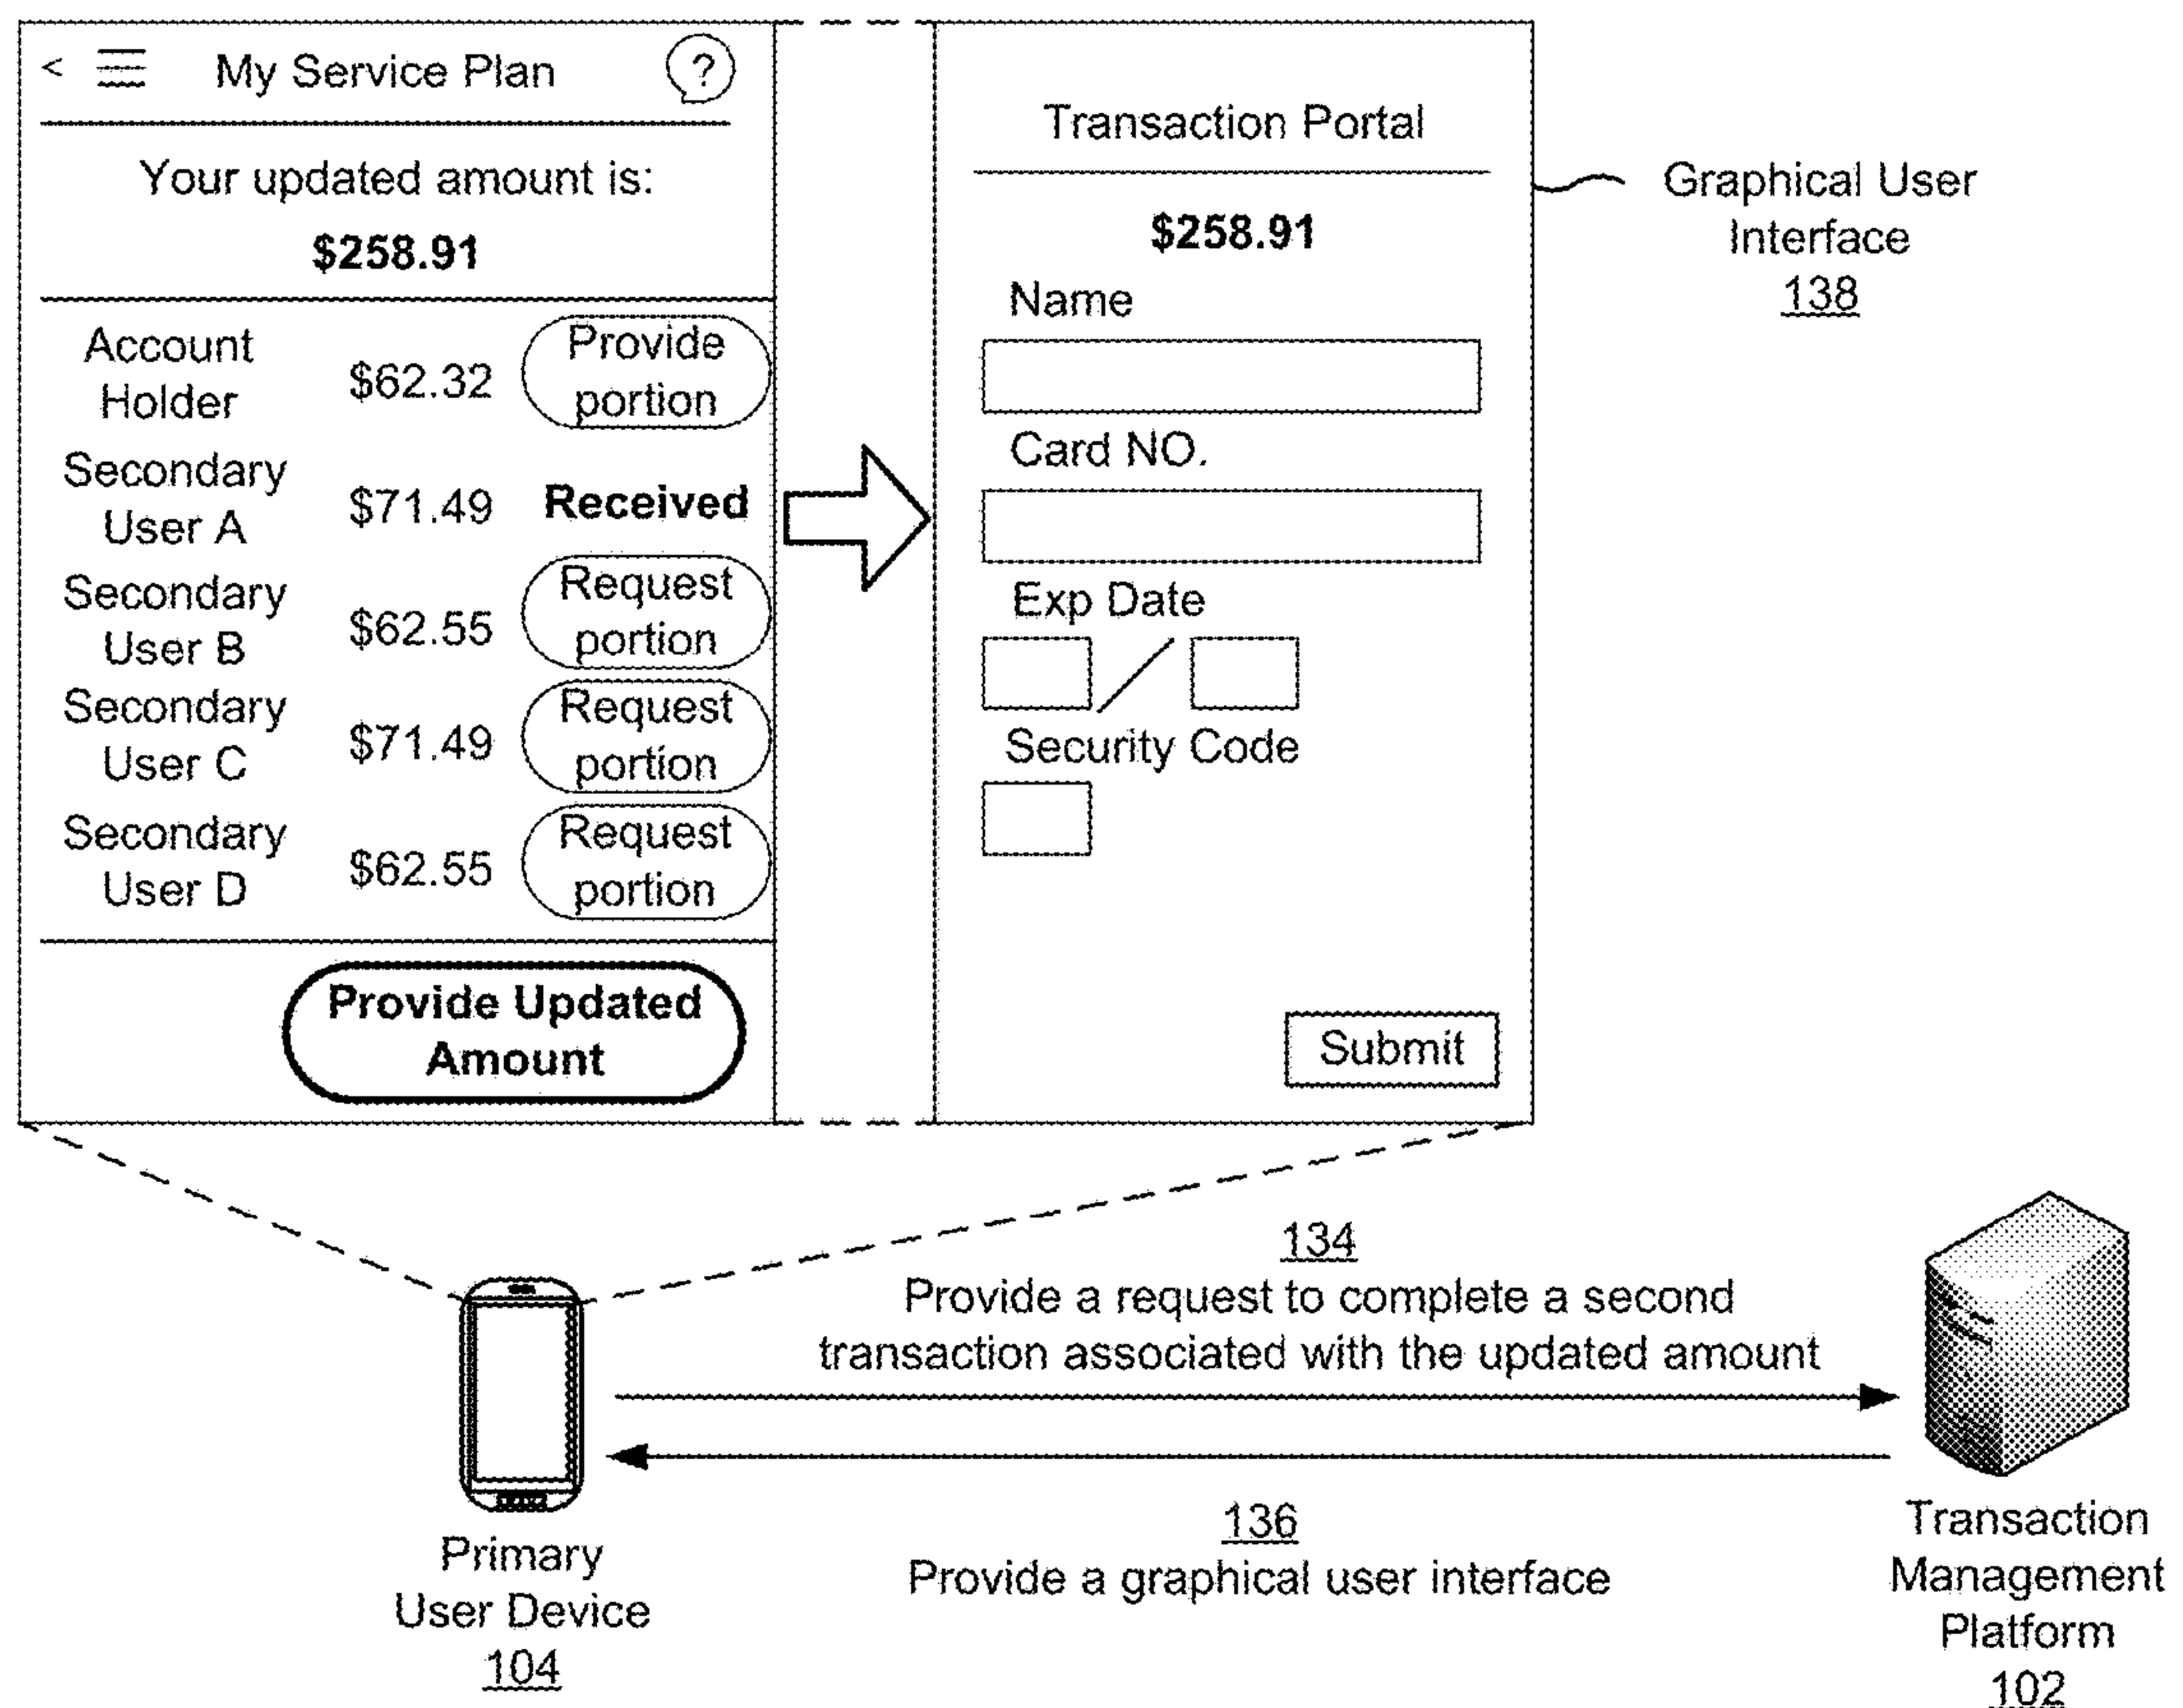 < My Service Plan ?
Your updated amount is:
$258.91
Account
Holder
$62.32
Provide
portion
Secondary
User A
$71.49
Received
Secondary
User B
$62.55
Request
portion
Secondary
User C
$71.49
Request
portion
Secondary
User D
$62.55
Request
portion
Provide Updated
Amount
Transaction Portal
$258.91
Name
Card NO.
Exp Date
/
Security Code
Submit
Graphical User
Interface
138
134
Provide a request to complete a second
transaction associated with the updated amount
136
Provide a graphical user interface
Primary
User Device
104
Transaction
Management
Platform
102